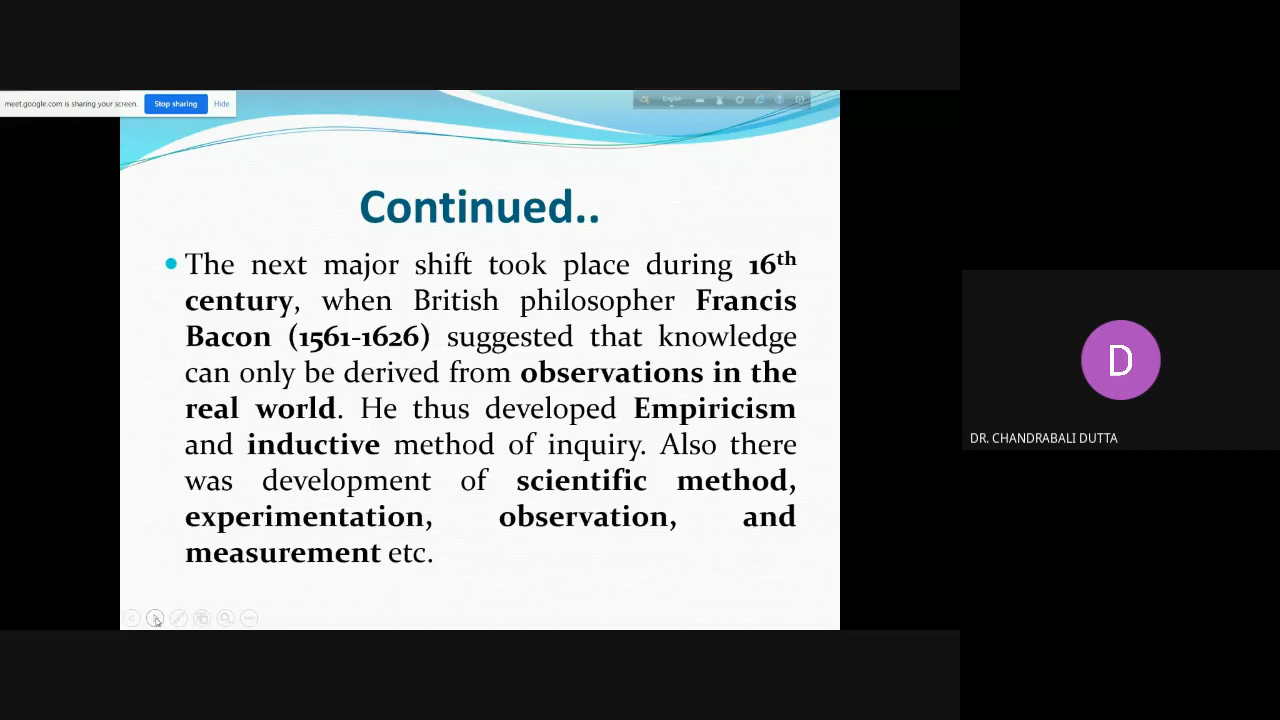 meet.google.com is sharing your screen. Stop sharing Hide
English
Continued..
The next major shift took place during 16th
century, when British philosopher Francis
Bacon (1561-1626) suggested that knowledge
can only be derived from observations in the
real world. He thus developed Empiricism
and inductive method of inquiry. Also there
was development of scientific method,
experimentation, observation, and
measurement etc.
D
DR. CHANDRABALI DUTTA